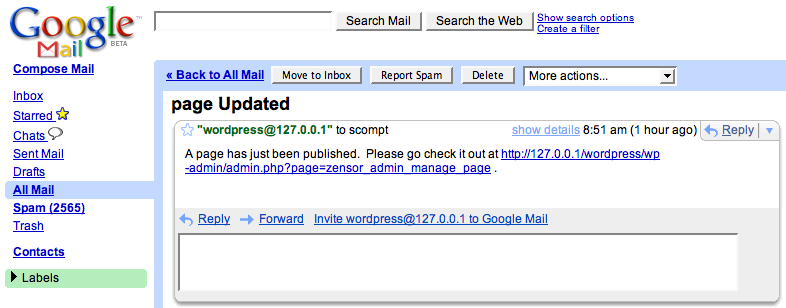 Google™
Mail BETA
Search Mail
Search the Web
Show search options
Create a filter
Compose Mail
Inbox
Starred
Chats
Sent Mail
Drafts
All Mail
Spam (2565)
Trash
Contacts
Labels
« Back to All Mail
Move to Inbox
Report Spam
Delete
More actions...
page Updated
"wordpress@127.0.0.1" to scompt
show details 8:51 am (1 hour ago)
Reply
A page has just been published. Please go check it out at http://127.0.0.1/wordpress/wp
-admin/admin.php?page=zensor_admin_manage_page .
Reply
Forward
Invite wordpress@127.0.0.1 to Google Mail